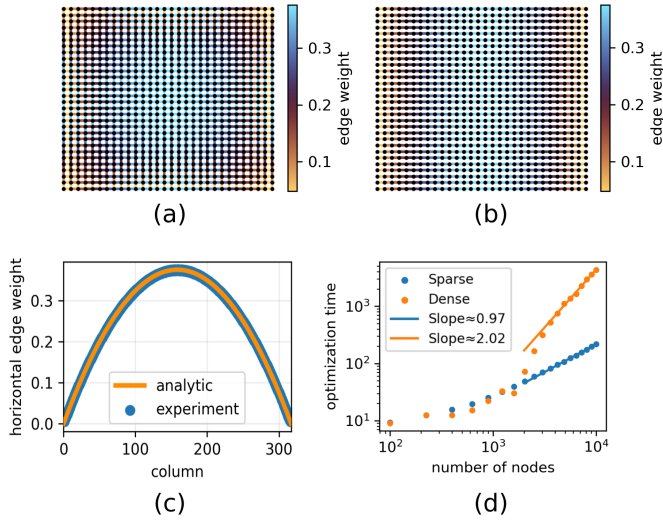 0.3
0.2
0.1
edge weight
(a)
0.3
0.2
0.1
edge weight
(b)
horizontal edge weight
0.3
0.2
0.1
0.0
analytic
experiment
0
100
200
300
column
(c)
optimization time
10³
10²
10¹
Sparse
Dense
Slope≈0.97
Slope≈2.02
10²
10³
10⁴
number of nodes
(d)